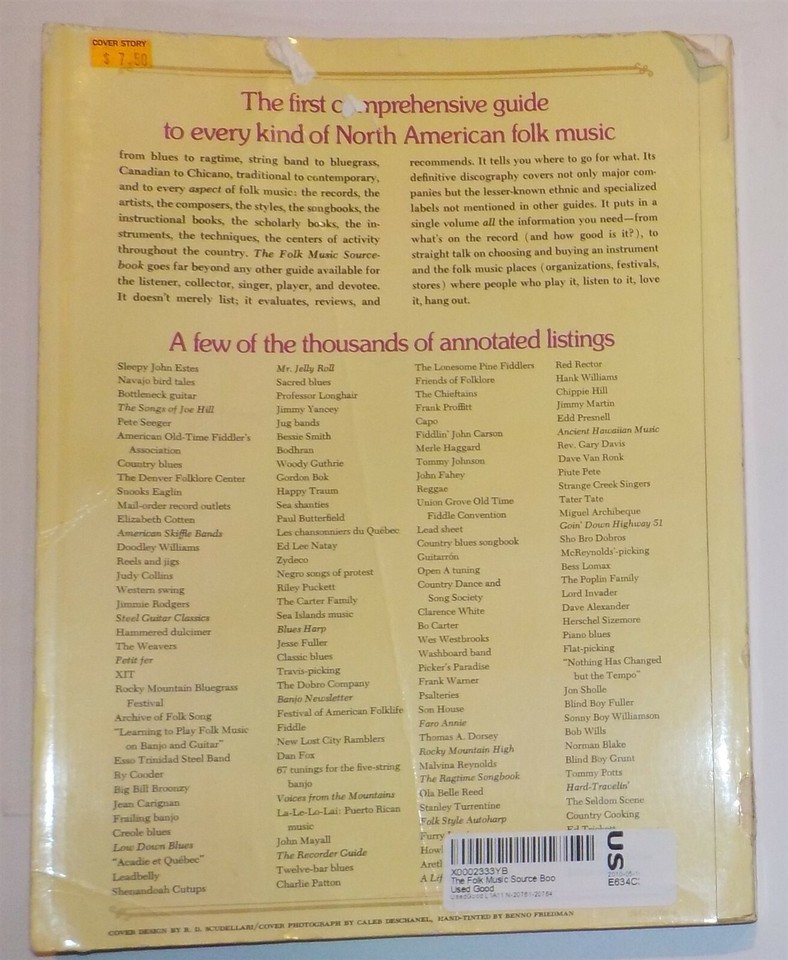 COVER STORY
$ 7.50
The first c mprehensive guide
to every kind of North American folk music
from blues to ragtime, string band to bluegrass,
Canadian to Chicano, traditional to contemporary,
and to every aspect of folk music: the records, the
artists, the composers, the styles, the songbooks, the
instructional books, the scholarly books, the in-
struments, the techniques, the centers of activity
throughout the country. The Folk Music Source-
book goes far beyond any other guide available for
the listener, collector, singer, player, and devotee.
It doesn't merely list; it evaluates, reviews, and
recommends. It tells you where to go for what. Its
definitive discography covers not only major com-
panies but the lesser-known ethnic and specialized
labels not mentioned in other guides. It puts in a
single volume all the information you need—from
what's on the record (and how good is it?), to
straight talk on choosing and buying an instrument
and the folk music places (organizations, festivals,
stores) where people who play it, listen to it, love
it, hang out.
A few of the thousands of annotated listings
Sleepy John Estes
Navajo bird tales
Bottleneck guitar
The Songs of Joe Hill
Pete Seeger
American Old-Time Fiddler's
Association
Country blues
The Denver Folklore Center
Snooks Eaglin
Mail-order record outlets
Elizabeth Cotten
American Skiffle Bands
Doodley Williams
Reels and jigs
Judy Collins
Western swing
Jimmie Rodgers
Steel Guitar Classics
Hammered dulcimer
The Weavers
Petit jer
XIT
Rocky Mountain Bluegrass
Festival
Archive of Folk Song
"Learning to Play Folk Music
on Banjo and Guitar"
Esso Trinidad Steel Band
Ry Cooder
Big Bill Broonzy
Jean Carignan
Frailing banjo
Creole blues
Low Down Blues
"Acadie et Québec"
Leadbelly
Shenandoah Cutups
Mr. Jelly Roll
Sacred blues
Professor Longhair
Jimmy Yancey
Jug bands
Bessie Smith
Bodhran
Woody Guthrie
Gordon Bok
Happy Traum
Sea shanties
Paul Butterfield
Les chansonniers du Québec
Ed Lee Natay
Zydeco
Negro songs of protest
Riley Puckett
The Carter Family
Sea Islands music
Blues Harp
Jesse Fuller
Classic blues
Travis-picking
The Dobro Company
Banjo Newsletter
Festival of American Folklife
Fiddle
New Lost City Ramblers
Dan Fox
67 tunings for the five-string
banjo
Voices from the Mountains
La-Le-Lo-Lai: Puerto Rican
music
John Mayall
The Recorder Guide
Twelve-bar blues
Charlie Patton
The Lonesome Pine Fiddlers
Friends of Folklore
The Chieftains
Frank Proffitt
Capo
Fiddlin' John Carson
Merle Haggard
Tommy Johnson
John Fahey
Reggae
Union Grove Old Time
Fiddle Convention
Lead sheet
Country blues songbook
Guitarrón
Open A tuning
Country Dance and
Song Society
Clarence White
Bo Carter
Wes Westbrooks
Washboard band
Picker's Paradise
Frank Warner
Psalteries
Son House
Faro Annie
Thomas A. Dorsey
Rocky Mountain High
Malvina Reynolds
The Ragtime Songbook
Ola Belle Reed
Stanley Turrentine
Folk Style Autoharp
Furry
How
Aret
A Li
Red Rector
Hank Williams
Chippie Hill
Jimmy Martin
Edd Presnell
Ancient Hawaiian Music
Rev. Gary Davis
Dave Van Ronk
Piute Pete
Strange Creek Singers
Tater Tate
Miguel Archibeque
Goin' Down Highway 51
Sho Bro Dobros
McReynolds'-picking
Bess Lomax
The Poplin Family
Lord Invader
Dave Alexander
Herschel Sizemore
Piano blues
Flat-picking
"Nothing Has Changed
but the Tempo"
Jon Sholle
Blind Boy Fuller
Sonny Boy Williamson
Bob Wills
Norman Blake
Blind Boy Grunt
Tommy Potts
Hard-Travelin'
The Seldom Scene
Country Cooking
X0002333YB
The Folk Music Source Boo
Used Good
US
E634C
COVER DESIGN BY R. D. SCUDELLARI/COVER PHOTOGRAPH BY CALEB DESCHANEL, HAND-TINTED BY BENNO FRIEDMAN